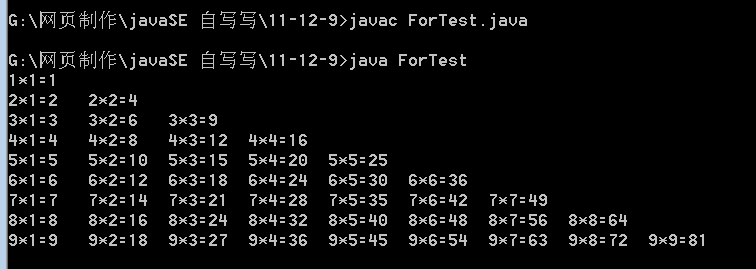 G:\网页制作\javaSE 自写写\11-12-9>javac ForTest.java
G:\网页制作\javaSE 自写写\11-12-9>java ForTest
1*1=1
2*1=2 2*2=4
3*1=3 3*2=6 3*3=9
4*1=4 4*2=8 4*3=12 4*4=16
5*1=5 5*2=10 5*3=15 5*4=20 5*5=25
6*1=6 6*2=12 6*3=18 6*4=24 6*5=30 6*6=36
7*1=7 7*2=14 7*3=21 7*4=28 7*5=35 7*6=42 7*7=49
8*1=8 8*2=16 8*3=24 8*4=32 8*5=40 8*6=48 8*7=56 8*8=64
9*1=9 9*2=18 9*3=27 9*4=36 9*5=45 9*6=54 9*7=63 9*8=72 9*9=81